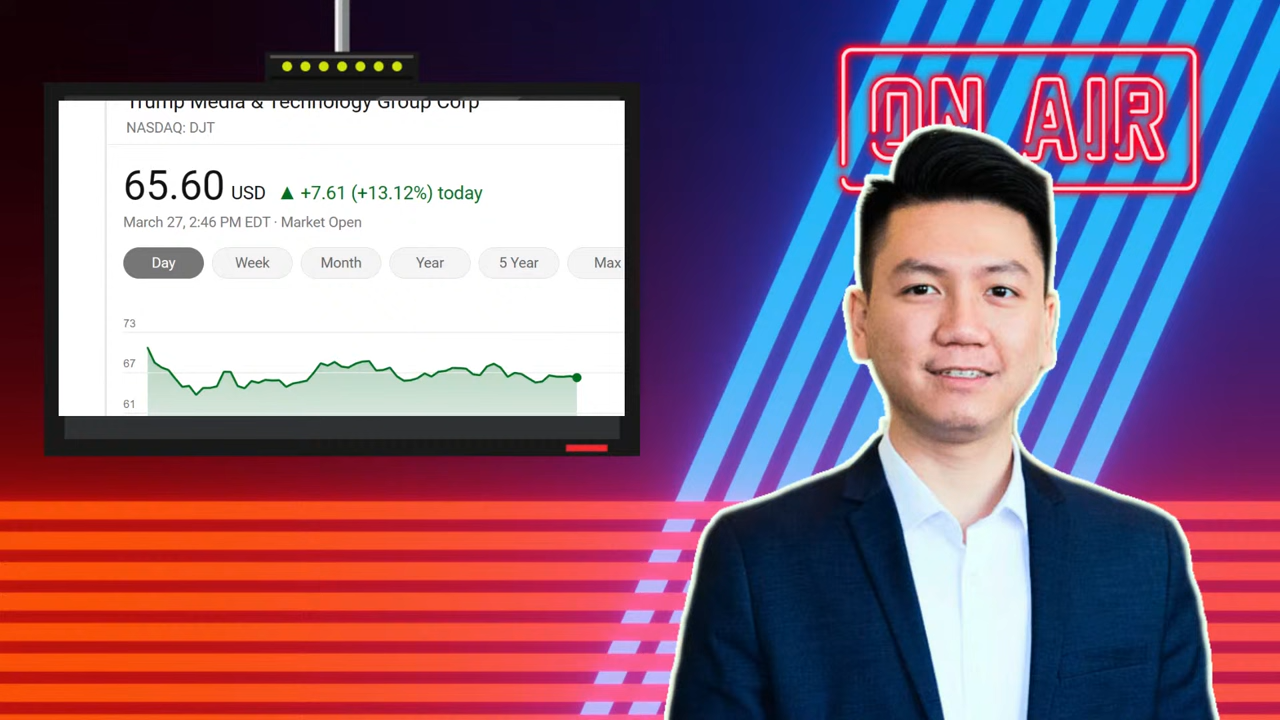 Trump Media & Technology Group Corp
NASDAQ: DJT
65.60 USD ▲ +7.61 (+13.12%) today
March 27, 2:46 PM EDT · Market Open
Day Week Month Year 5 Year Max
73
67
61
ON AIR